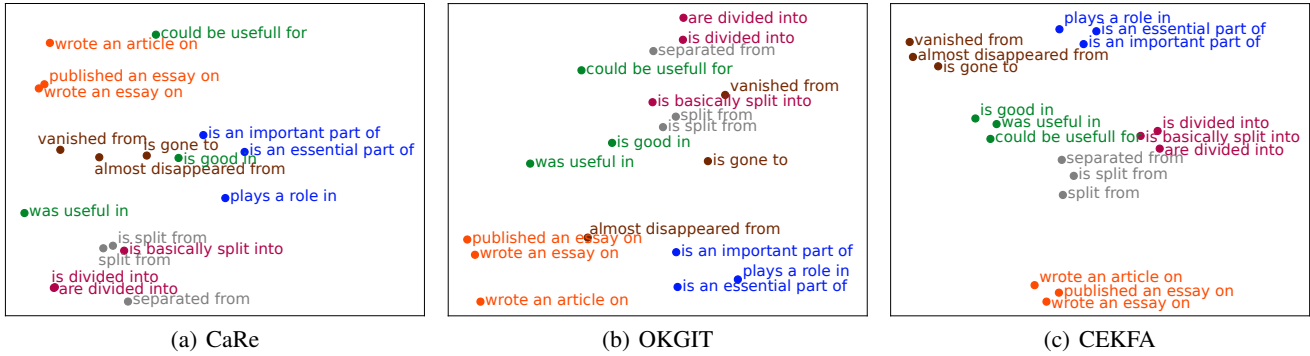 could be usefull for
wrote an article on
published an essay on
wrote an essay on
vanished from
is gone to
is an important part of
is good in
is an essential part of
almost disappeared from
plays a role in
was useful in
is split from
is basically split into
split from
is divided into
are divided into
separated from
(a) CaRe
are divided into
is divided into
separated from
could be usefull for
vanished from
is basically split into
split from
is split from
is good in
is gone to
was useful in
almost disappeared from
published an essay on
wrote an essay on
is an important part of
plays a role in
is an essential part of
wrote an article on
(b) OKGIT
plays a role in
is an essential part of
is an important part of
vanished from
almost disappeared from
is gone to
is good in
was useful in
could be usefull for
is divided into
is basically split into
are divided into
separated from
is split from
split from
wrote an article on
published an essay on
wrote an essay on
(c) CEKFA